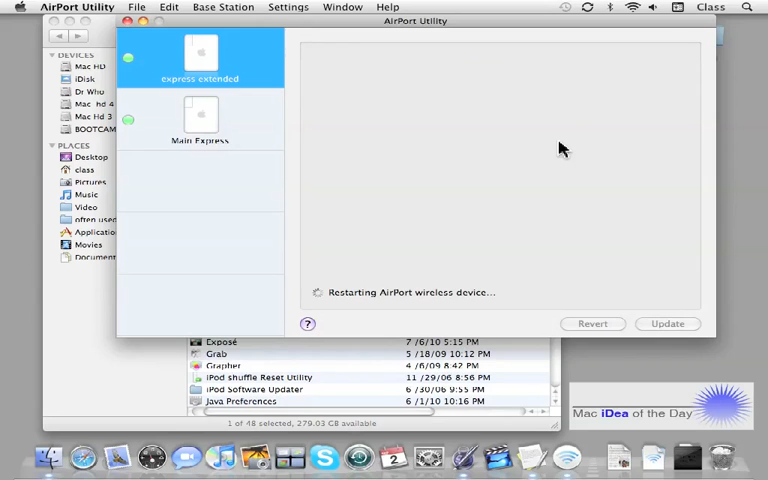 AirPort Utility File Edit Base Station Settings Window Help Class
AirPort Utility
DEVICES
Mac HD
iDisk
Dr Who
Mac hd 4
Mac Hd 3
BOOTCAM
PLACES
Desktop
class
Pictures
Music
Video
often used
Applicatio
Movies
Document
express extended
Main Express
Restarting AirPort wireless device...
?
Revert Update
Exposé 7 /6/10 5:15 PM
Grab 5 /18/09 10:12 PM
Grapher 4 /6/09 8:42 PM
iPod shuffle Reset Utility 11 /29/06 8:56 PM
iPod Software Updater 6 /30/06 9:55 PM
Java Preferences 6 /1/10 5:16 PM
1 of 48 selected, 279.03 GB available
Mac iDea of the Day
2